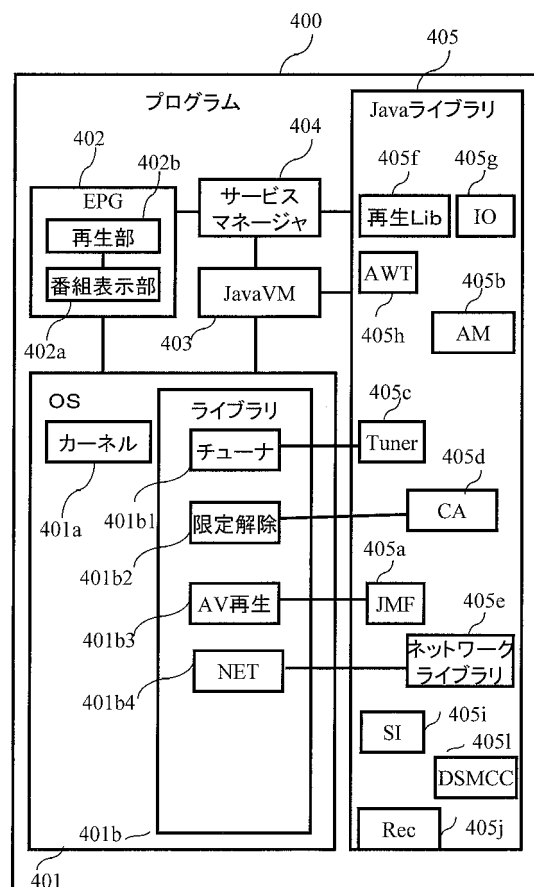 400
405
プログラム
Javaライブラリ
404
402
402b
405f
405g
サービス
マネージャ
EPG
再生部
再生Lib
IO
番組表示部
402a
JavaVM
403
AWT
405h
405b
AM
OS
ライブラリ
カーネル
401a
チューナ
401b1
405c
Tuner
405d
限定解除
401b2
CA
405a
AV再生
401b3
JMF
405e
NET
401b4
ネットワーク
ライブラリ
SI
405i
405l
DSMCC
401b
Rec
405j
401